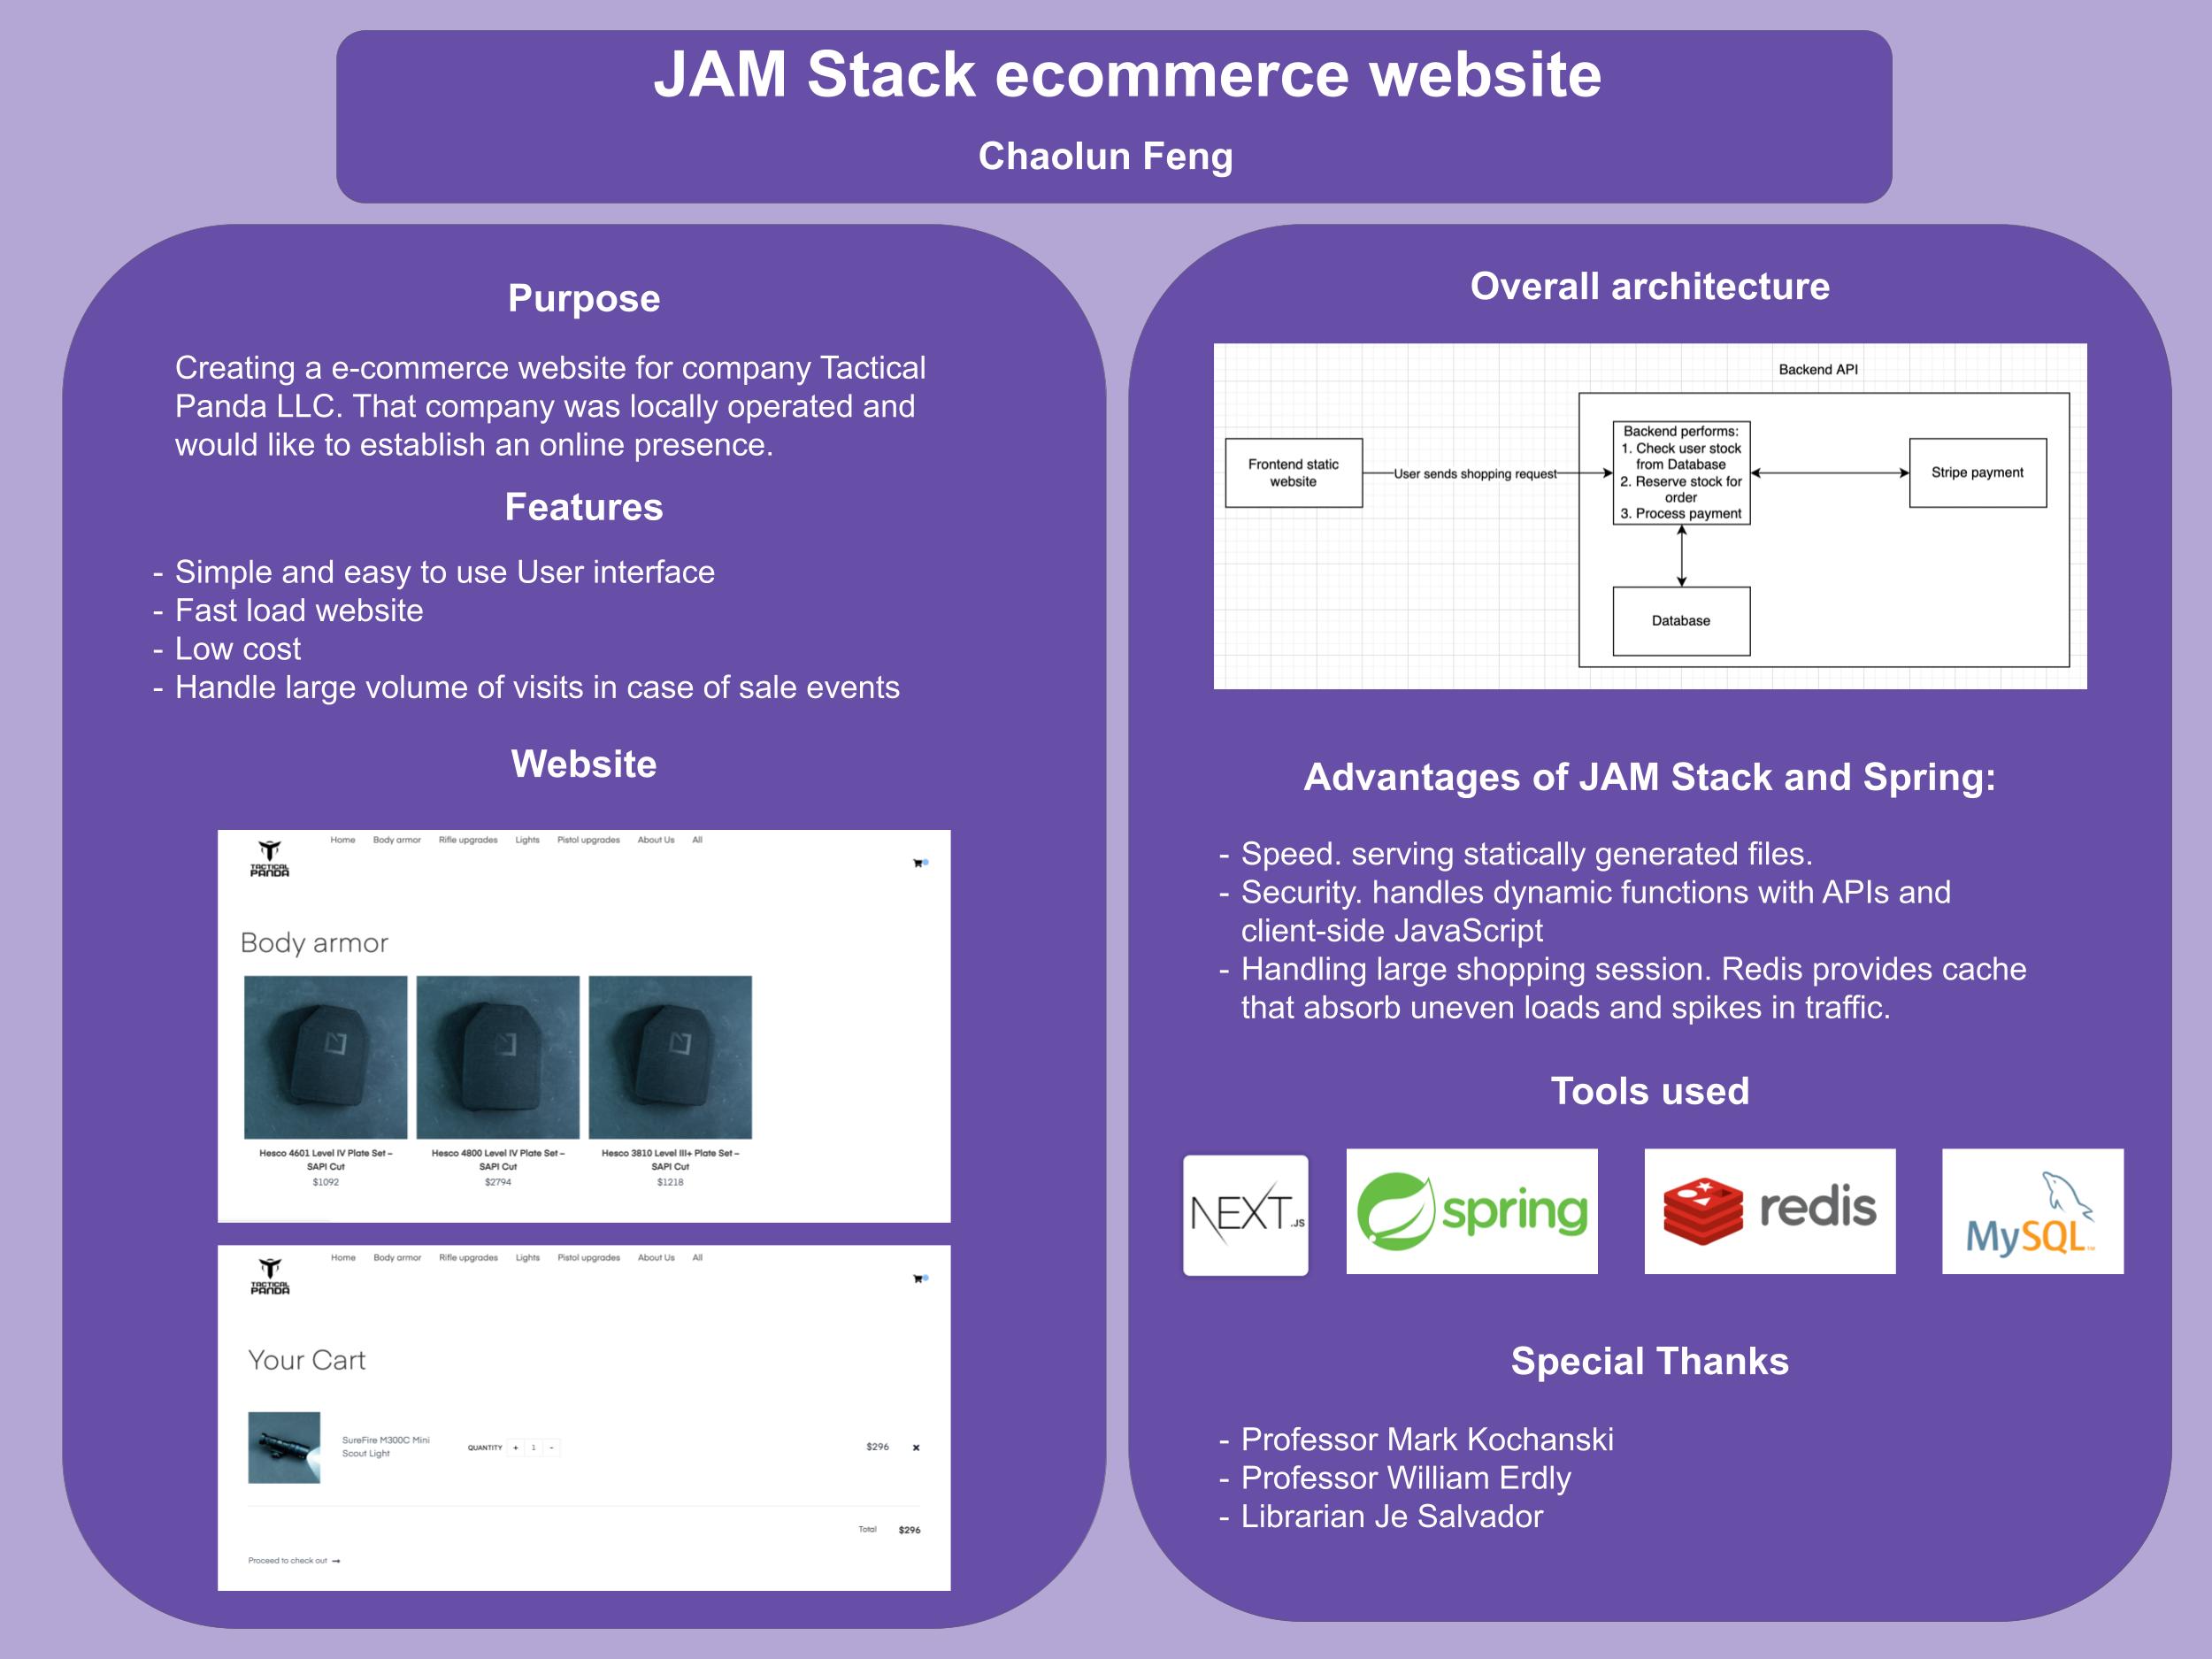 JAM Stack ecommerce website
Chaolun Feng
Purpose
Creating a e-commerce website for company Tactical
Panda LLC. That company was locally operated and
would like to establish an online presence.
Features
- Simple and easy to use User interface
- Fast load website
- Low cost
- Handle large volume of visits in case of sale events
Website
TACTICAL
PANDA
Home Body armor Rifle upgrades Lights Pistol upgrades About Us All
Body armor
Hesco 4601 Level IV Plate Set –
SAPI Cut
$1092
Hesco 4800 Level IV Plate Set –
SAPI Cut
$2794
Hesco 3810 Level III+ Plate Set –
SAPI Cut
$1218
TACTICAL
PANDA
Home Body armor Rifle upgrades Lights Pistol upgrades About Us All
Your Cart
SureFire M300C Mini
Scout Light
QUANTITY + 1 -
$296
Total $296
Proceed to check out →
Overall architecture
Backend API
Frontend static
website
User sends shopping request
Backend performs:
1. Check user stock
from Database
2. Reserve stock for
order
3. Process payment
Stripe payment
Database
Advantages of JAM Stack and Spring:
- Speed. serving statically generated files.
- Security. handles dynamic functions with APIs and
client-side JavaScript
- Handling large shopping session. Redis provides cache
that absorb uneven loads and spikes in traffic.
Tools used
NEXT.JS
spring
redis
MySQL™
Special Thanks
- Professor Mark Kochanski
- Professor William Erdly
- Librarian Je Salvador